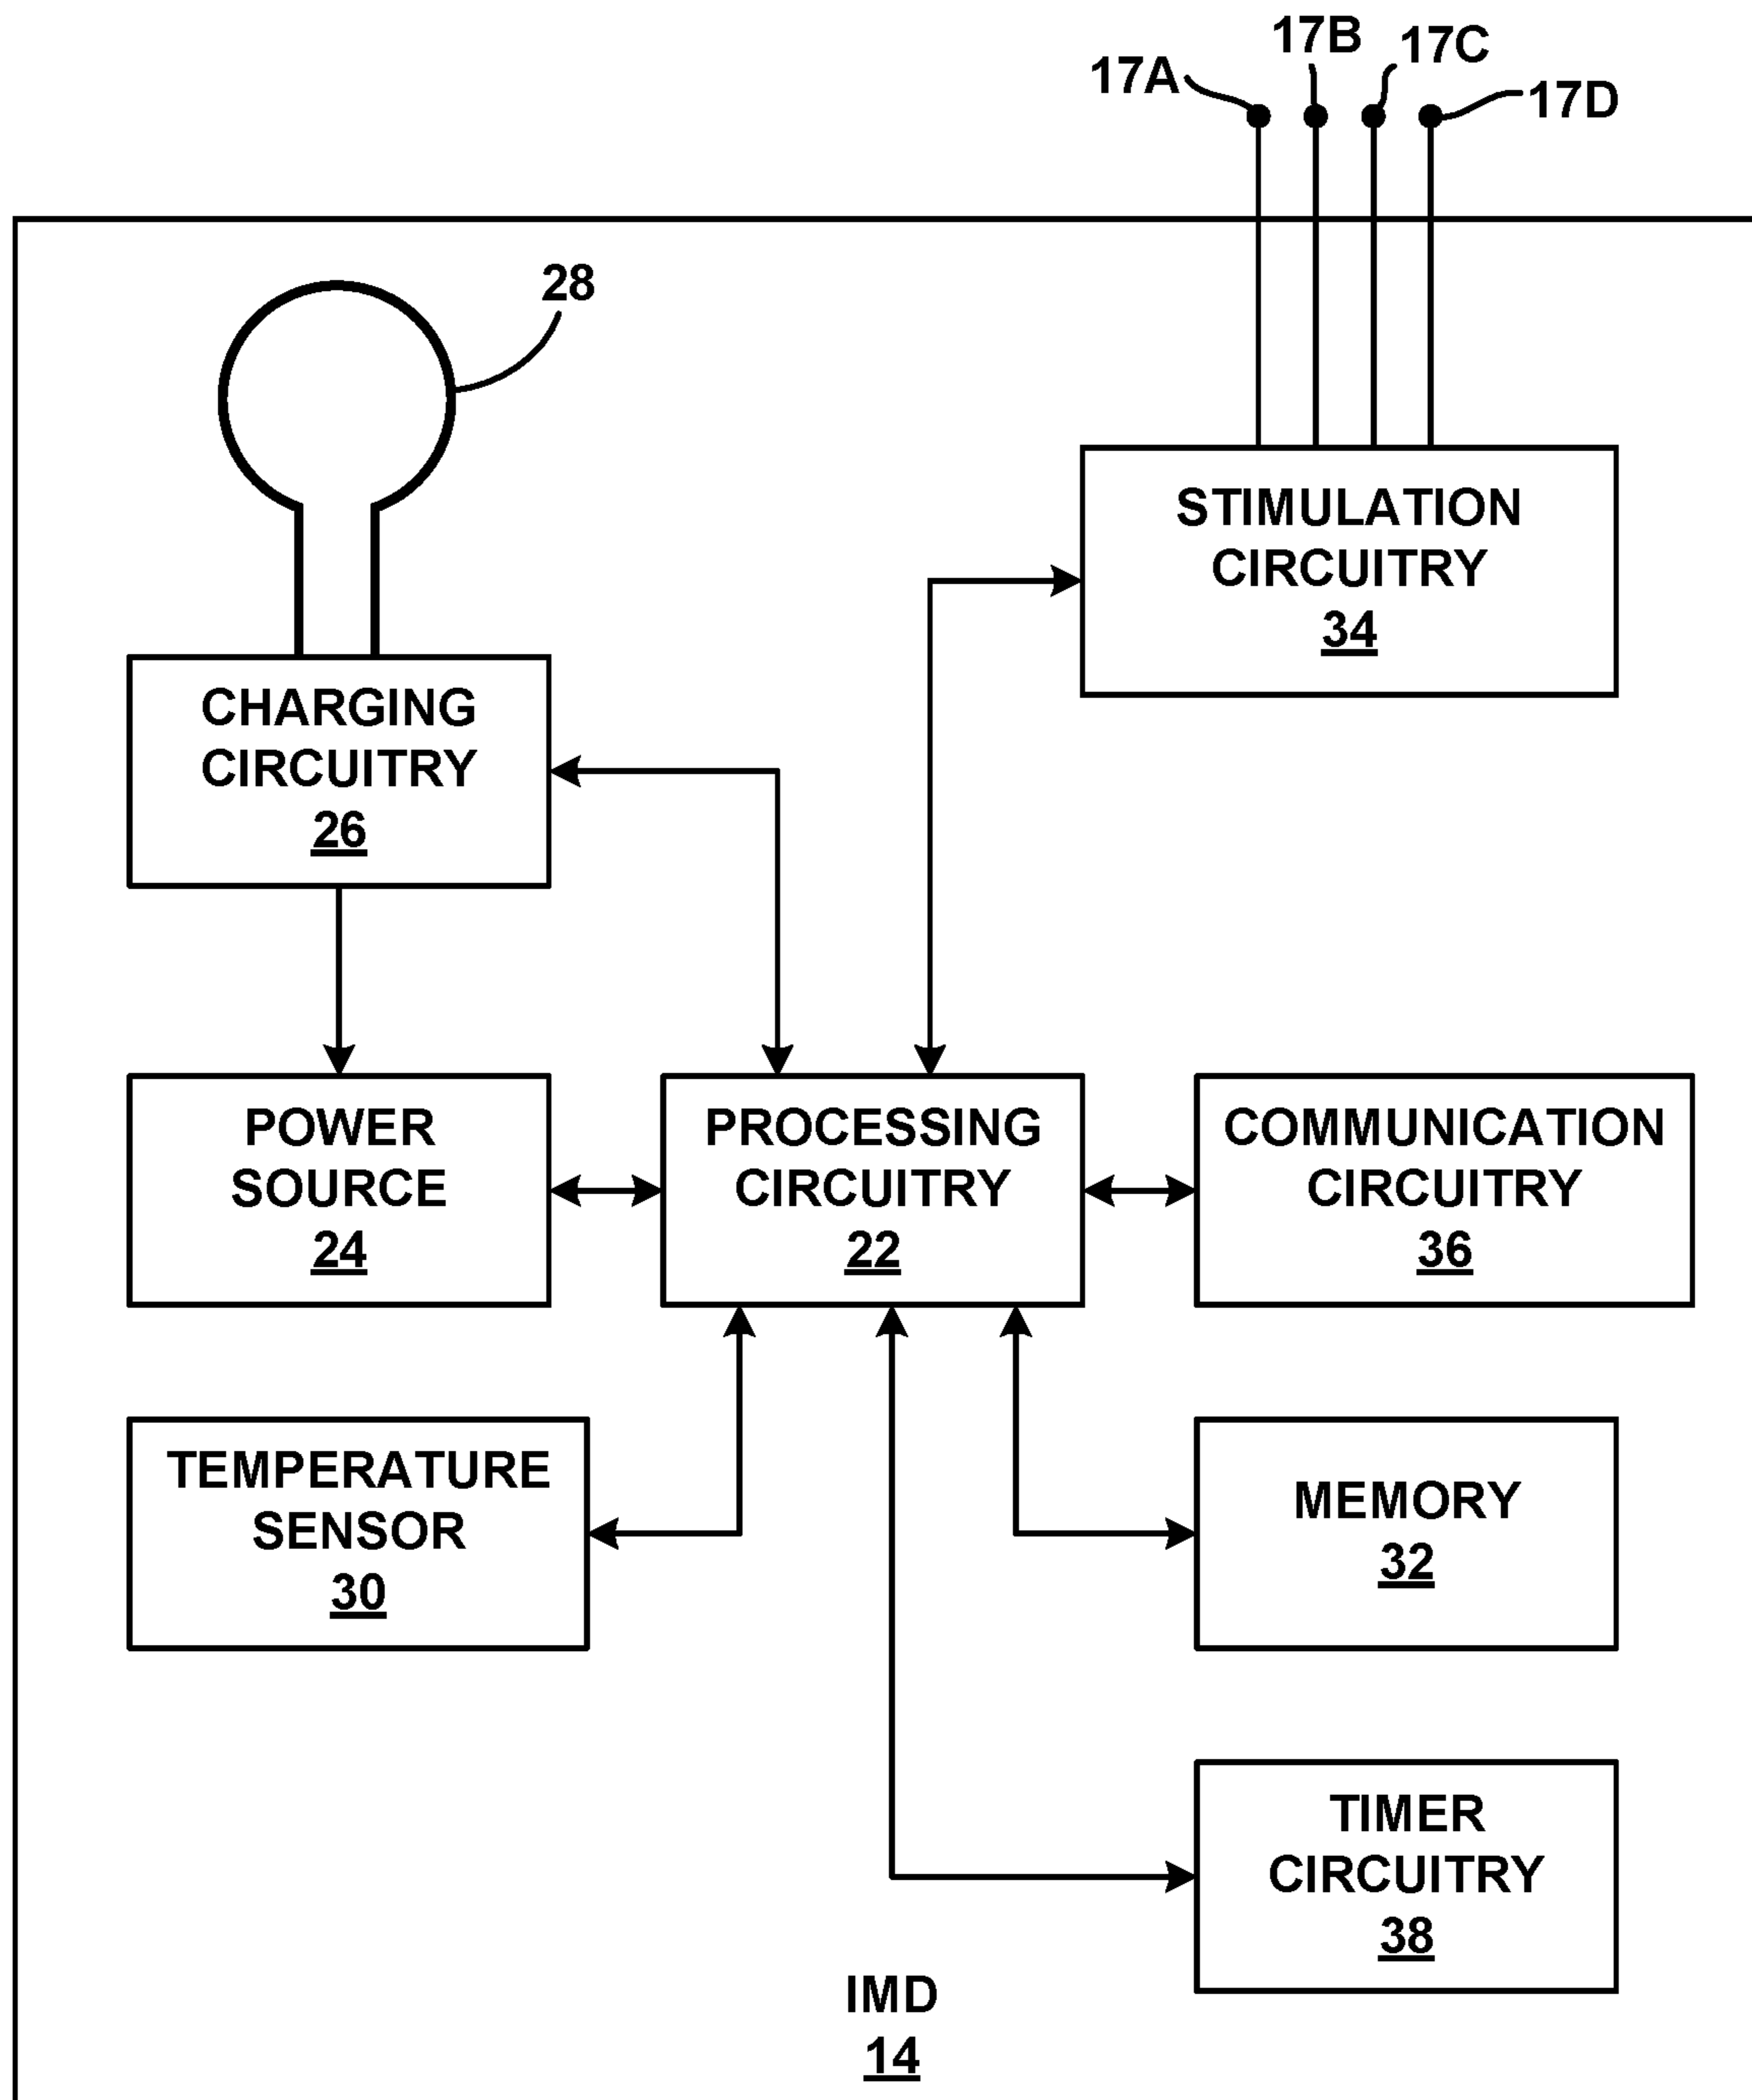 17A
17B
17C
17D
28
STIMULATION
CIRCUITRY
34
CHARGING
CIRCUITRY
26
POWER
SOURCE
24
PROCESSING
CIRCUITRY
22
COMMUNICATION
CIRCUITRY
36
TEMPERATURE
SENSOR
30
MEMORY
32
TIMER
CIRCUITRY
38
IMD
14